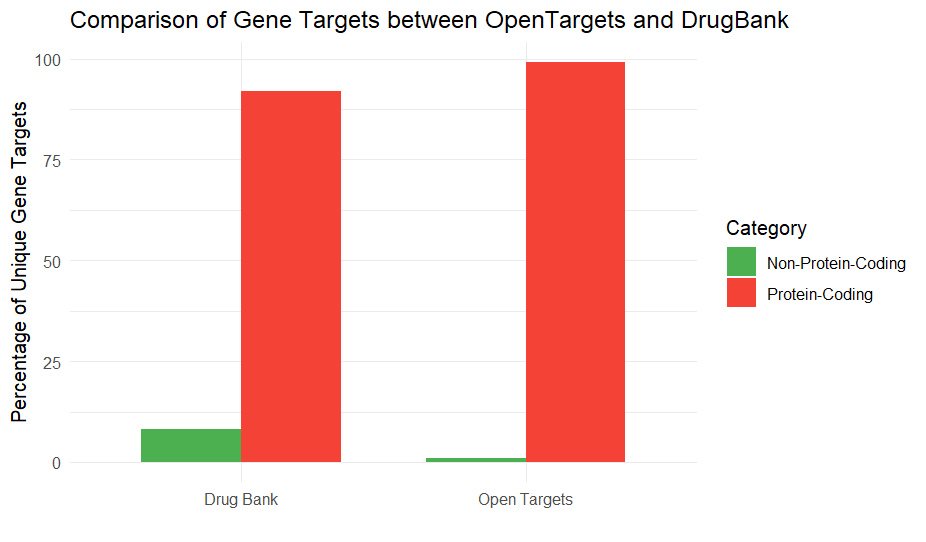 Comparison of Gene Targets between OpenTargets and DrugBank
Percentage of Unique Gene Targets
100
75
50
25
0
Drug Bank
Open Targets
Category
Non-Protein-Coding
Protein-Coding